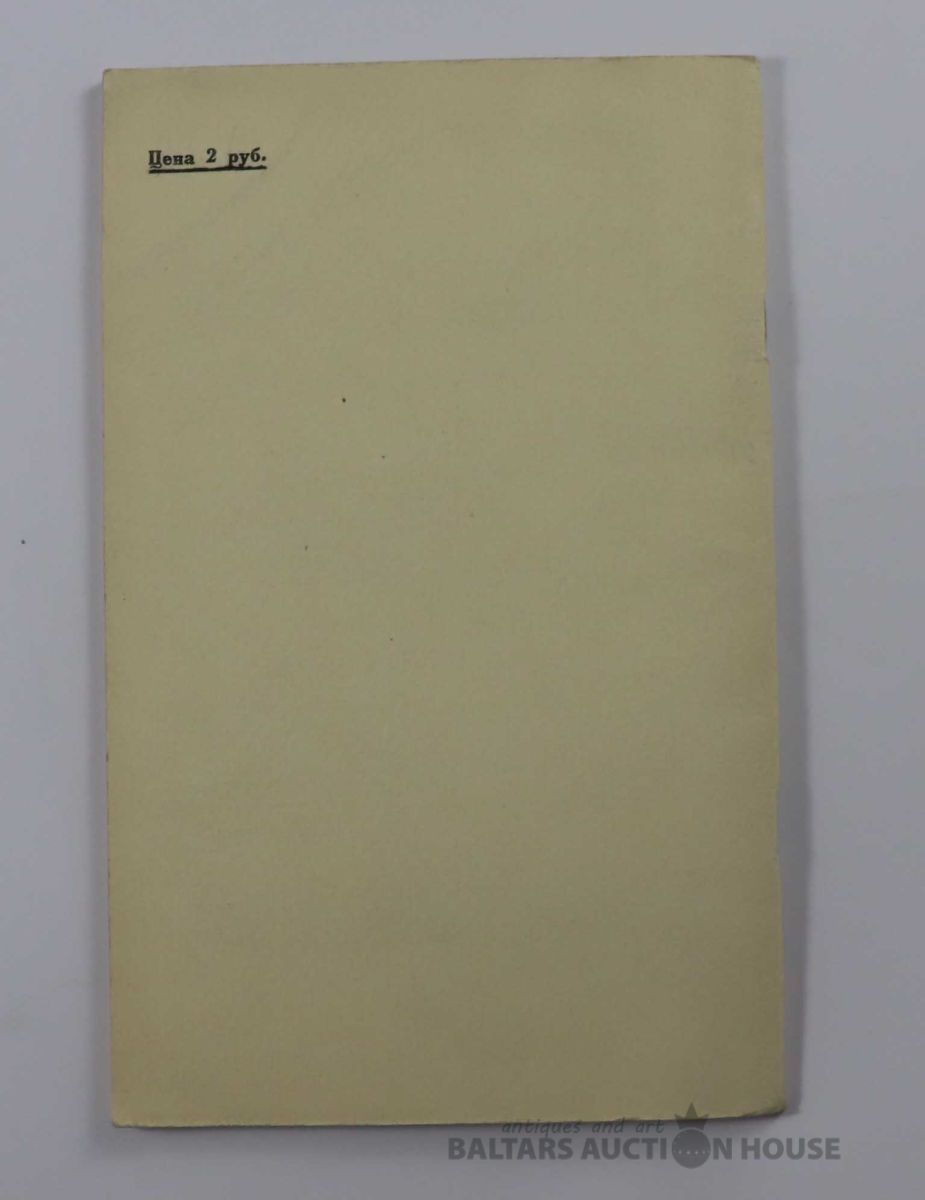 Цена 2 руб.
antiques and art
BALTARS AUCTION HOUSE